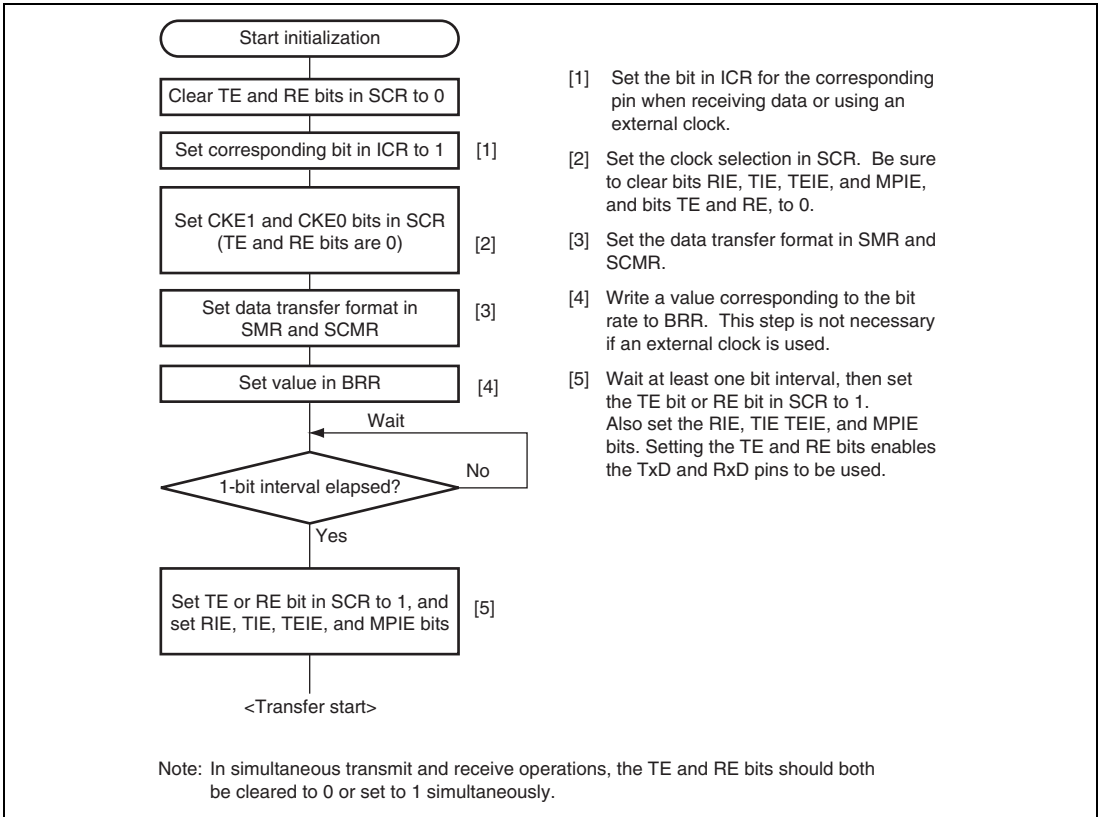 Start initialization
Clear TE and RE bits in SCR to 0
Set corresponding bit in ICR to 1
[1]
Set CKE1 and CKE0 bits in SCR
(TE and RE bits are 0)
[2]
Set data transfer format in
SMR and SCMR
[3]
Set value in BRR
[4]
Wait
No
1-bit interval elapsed?
Yes
Set TE or RE bit in SCR to 1, and
set RIE, TIE, TEIE, and MPIE bits
[5]
<Transfer start>
[1] Set the bit in ICR for the corresponding
pin when receiving data or using an
external clock.
[2] Set the clock selection in SCR. Be sure
to clear bits RIE, TIE, TEIE, and MPIE,
and bits TE and RE, to 0.
[3] Set the data transfer format in SMR and
SCMR.
[4] Write a value corresponding to the bit
rate to BRR. This step is not necessary
if an external clock is used.
[5] Wait at least one bit interval, then set
the TE bit or RE bit in SCR to 1.
Also set the RIE, TIE TEIE, and MPIE
bits. Setting the TE and RE bits enables
the TxD and RxD pins to be used.
Note: In simultaneous transmit and receive operations, the TE and RE bits should both
be cleared to 0 or set to 1 simultaneously.